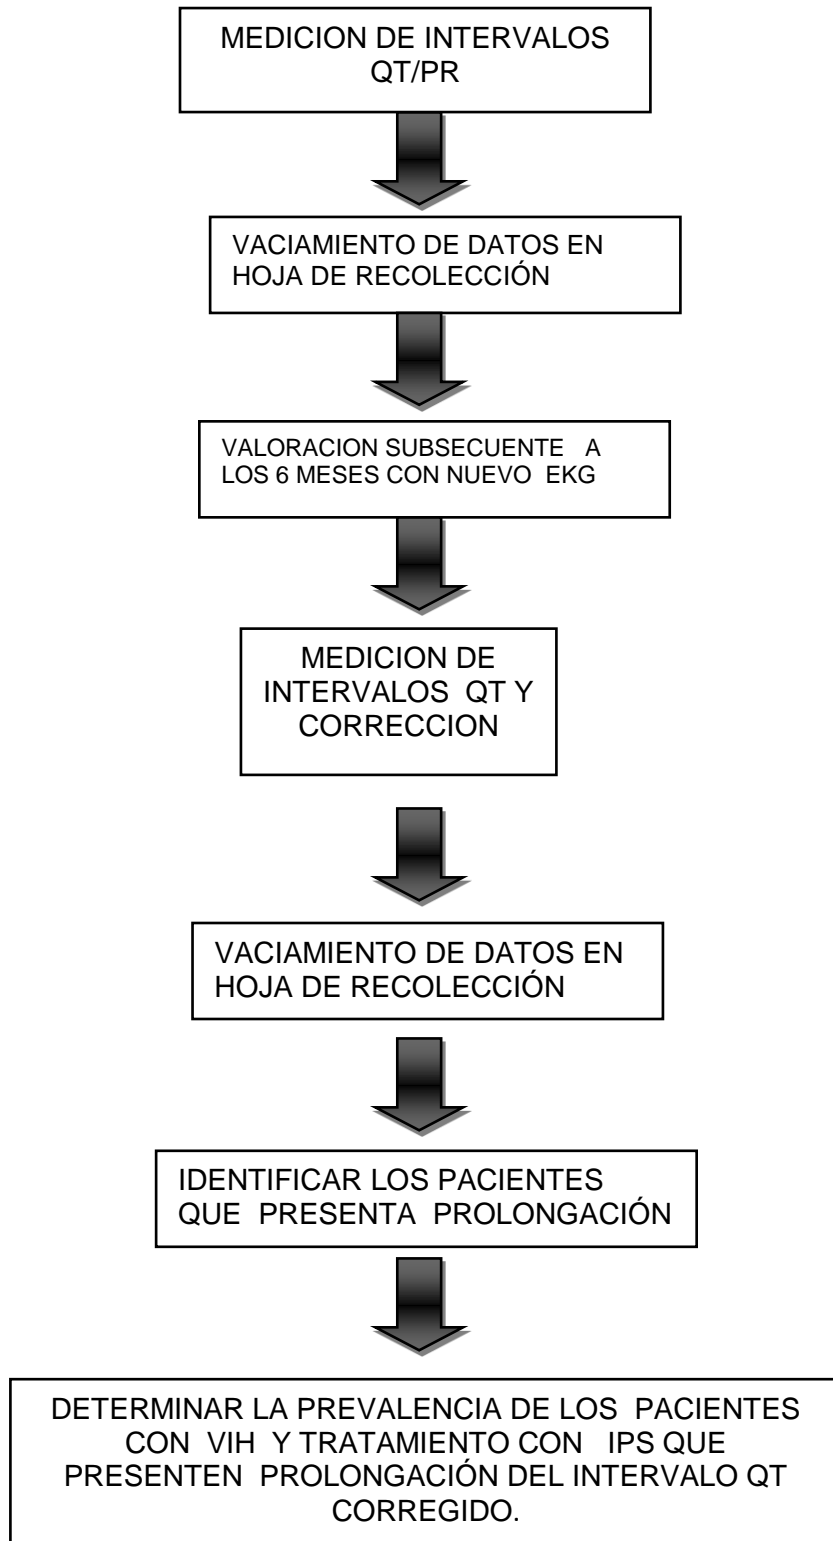 MEDICION DE INTERVALOS
QT/PR
VACIAMIENTO DE DATOS EN
HOJA DE RECOLECCIÓN
VALORACION SUBSECUENTE A
LOS 6 MESES CON NUEVO EKG
MEDICION DE
INTERVALOS QT Y
CORRECCION
VACIAMIENTO DE DATOS EN
HOJA DE RECOLECCIÓN
IDENTIFICAR LOS PACIENTES
QUE PRESENTA PROLONGACIÓN
DETERMINAR LA PREVALENCIA DE LOS PACIENTES
CON VIH Y TRATAMIENTO CON IPS QUE
PRESENTEN PROLONGACIÓN DEL INTERVALO QT
CORREGIDO.